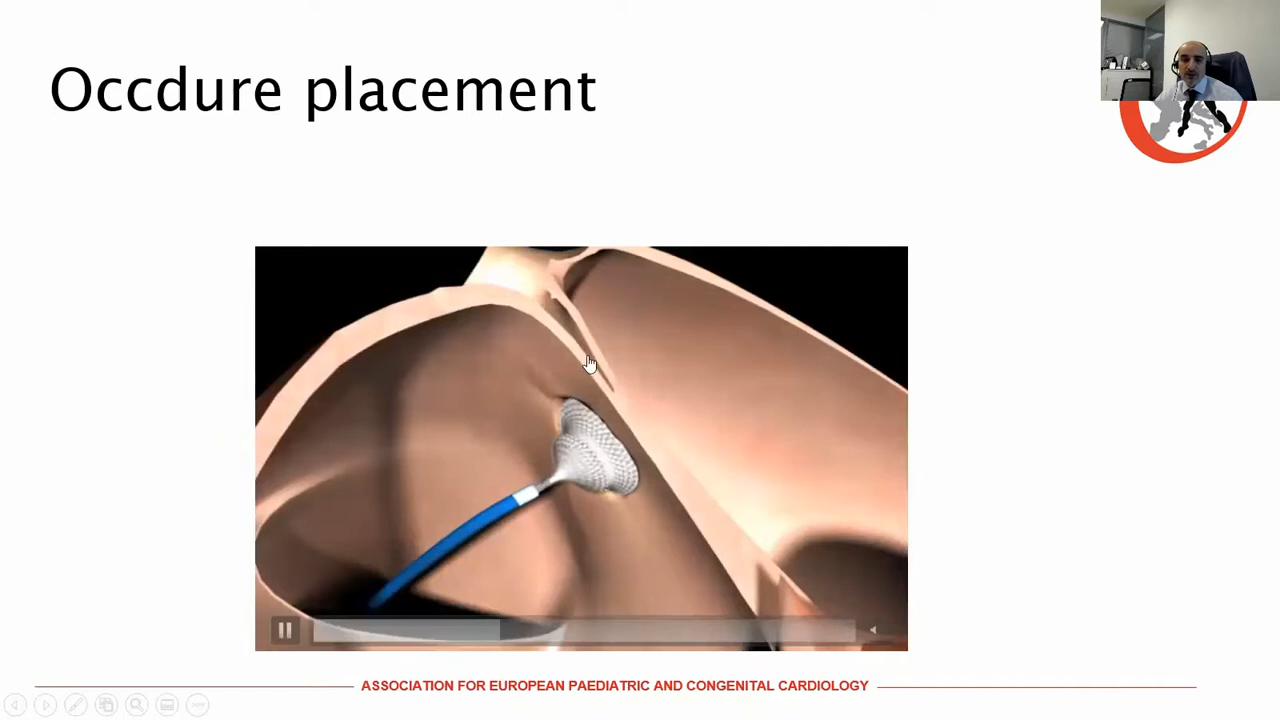 Occdure placement
ASSOCIATION FOR EUROPEAN PAEDIATRIC AND CONGENITAL CARDIOLOGY